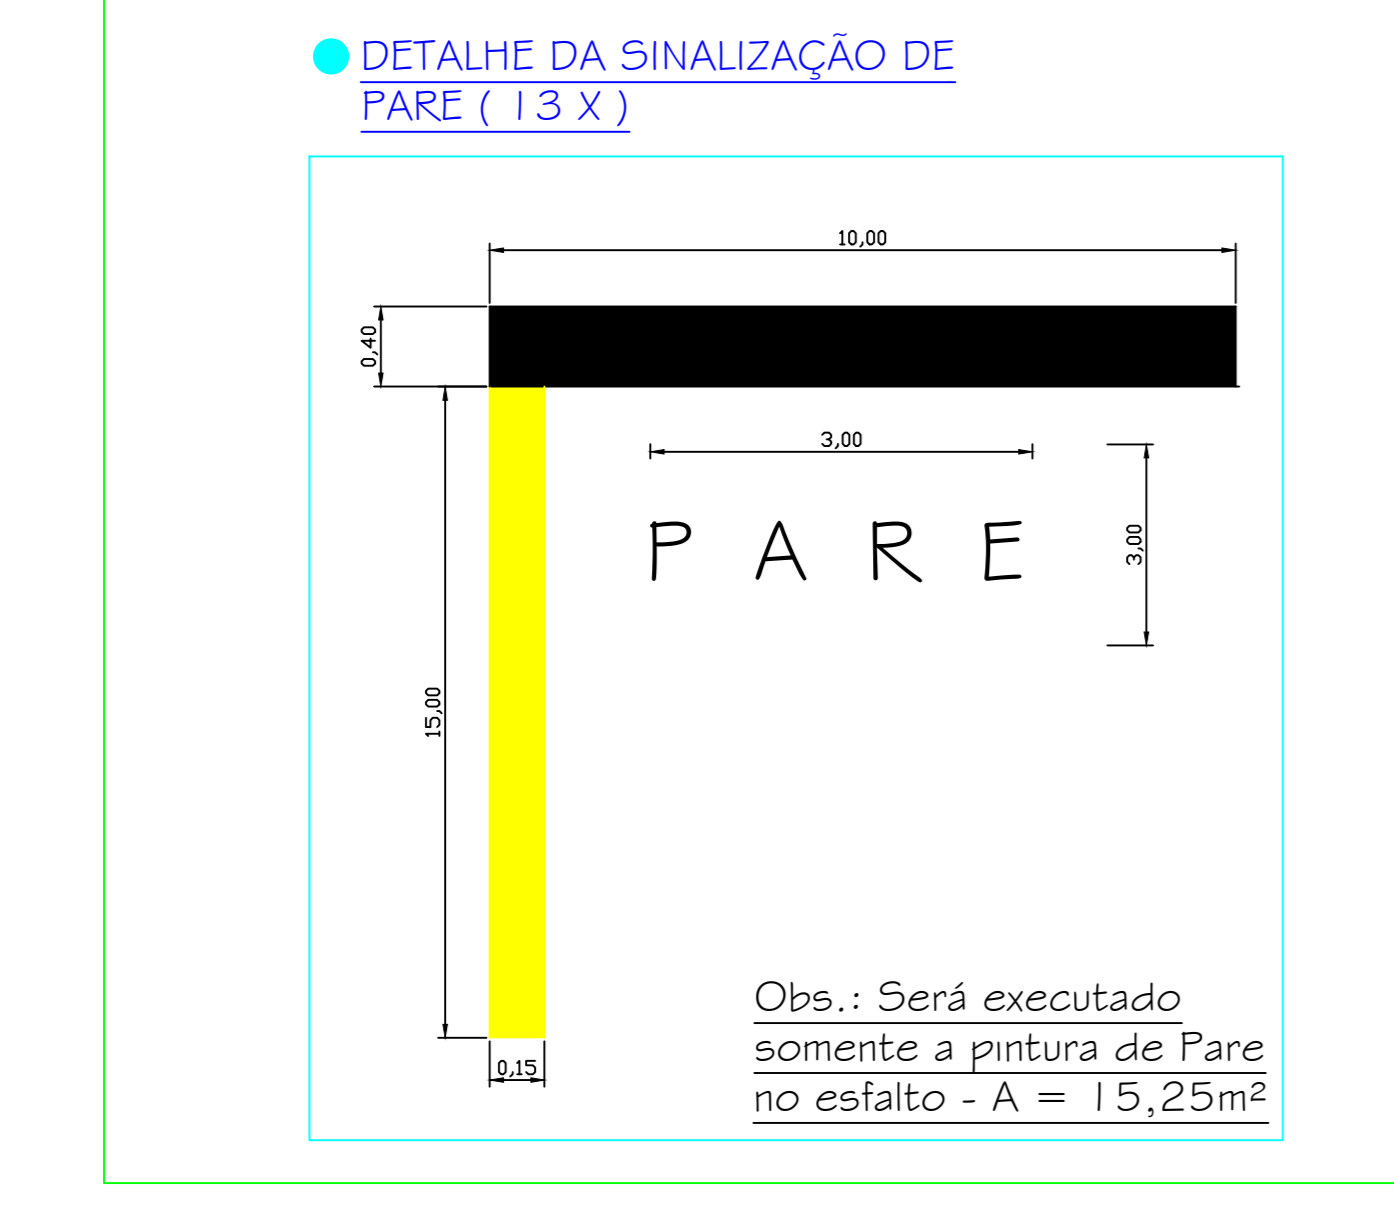 DETALHE DA SINALIZAÇÃO DE
PARE ( 13 X )
10,00
0,40
3,00
3,00
P A R E
15,00
0,15
Obs.: Será executado
somente a pintura de Pare
no esfalto - A = 15,25m²